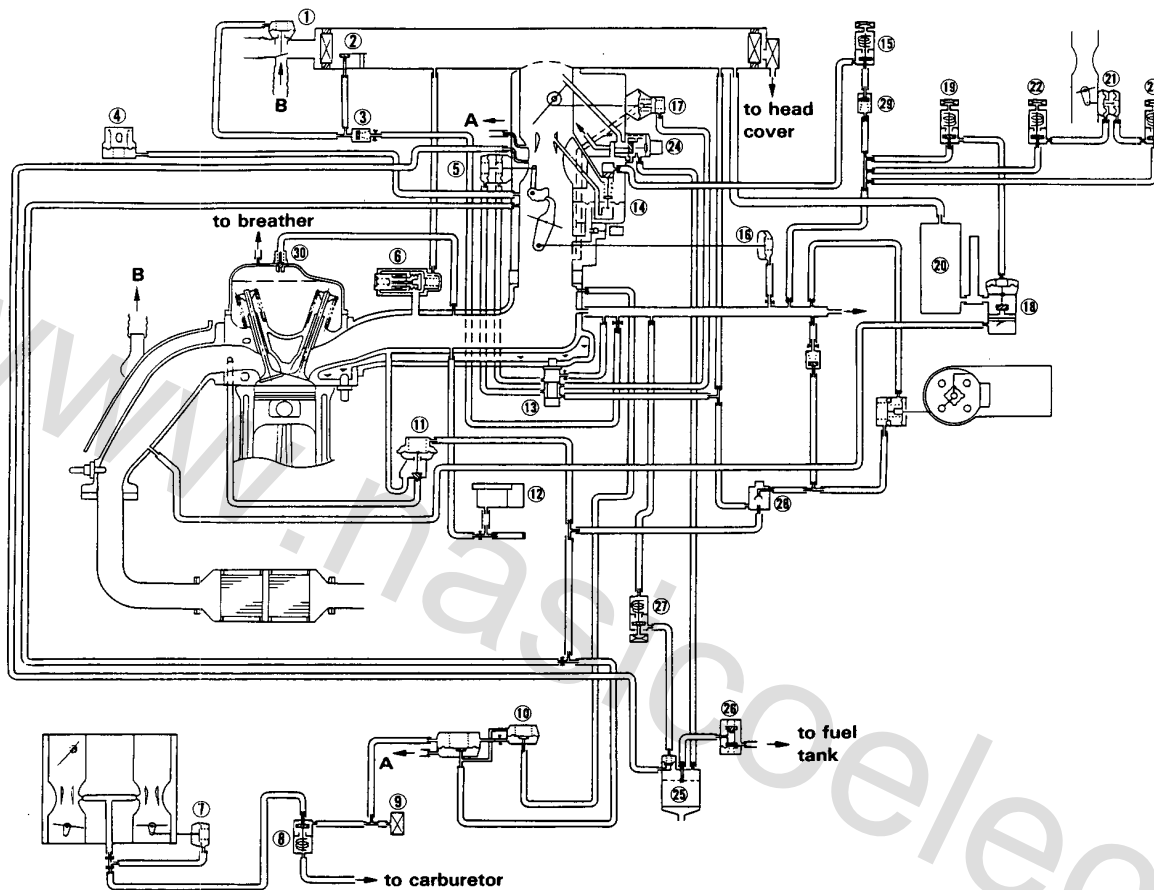 ①
②
③
④
⑤
⑥
⑦
⑧
⑨
⑩
⑪
⑫
⑬
⑭
⑮
⑯
⑰
⑱
⑲
⑳
㉑
㉒
㉔
㉕
㉖
㉗
㉘
㉙
㉚
A
A
B
B
to head
cover
to breather
to fuel
tank
to carburetor